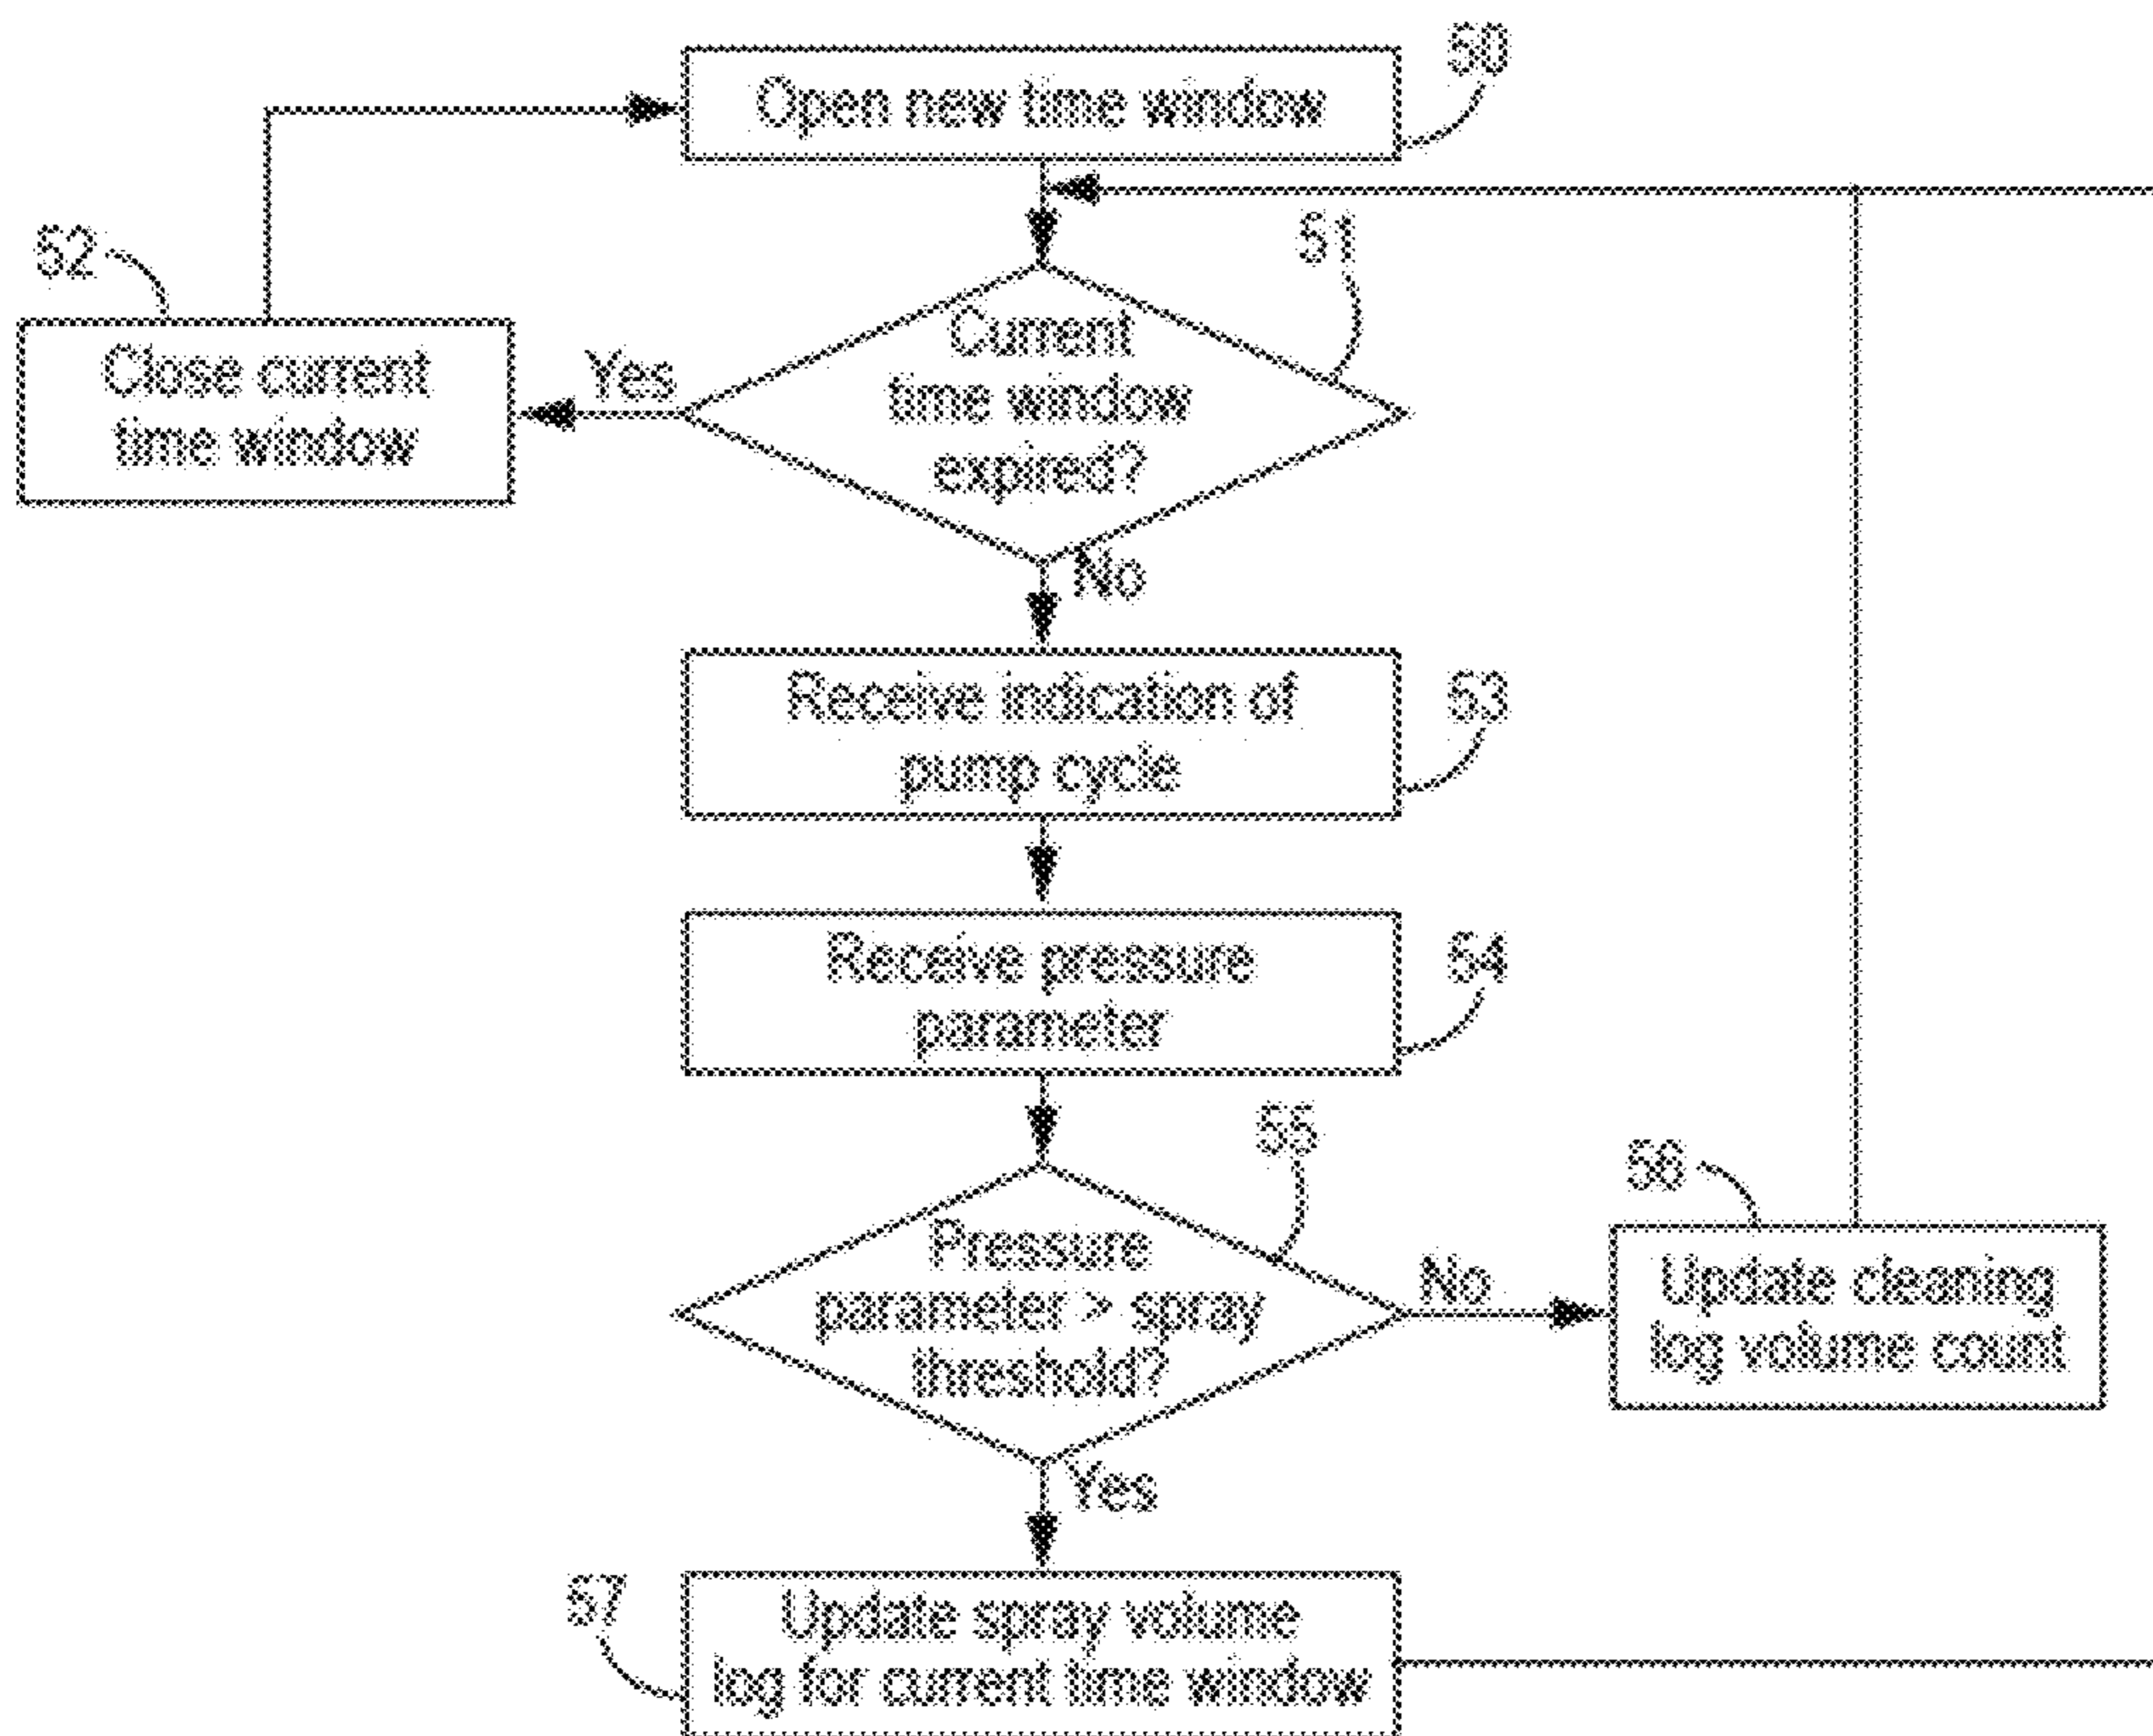 50
Open new time window
51
52
Current
time window
expired?
Yes
Close current
time window
No
Receive indication of
pump cycle
53
Receive pressure
parameter
54
55
56
Pressure
parameter > spray
threshold?
No
Update cleaning
log volume count
Yes
57
Update spray volume
log for current time window